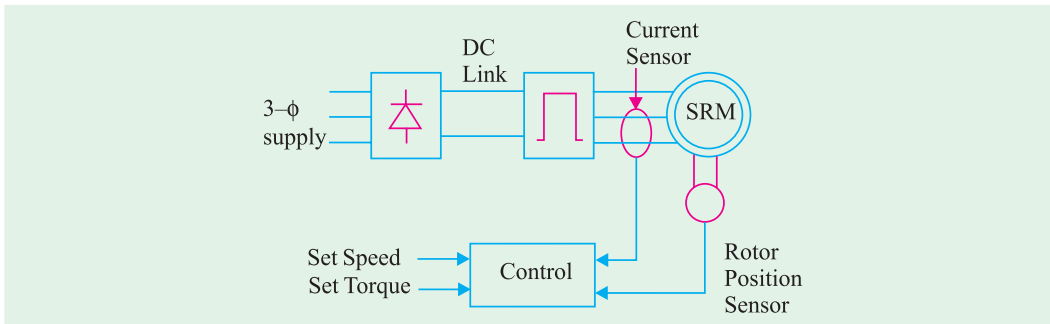 Current
Sensor
DC
Link
3–ϕ
supply
SRM
Set Speed
Set Torque
Control
Rotor
Position
Sensor